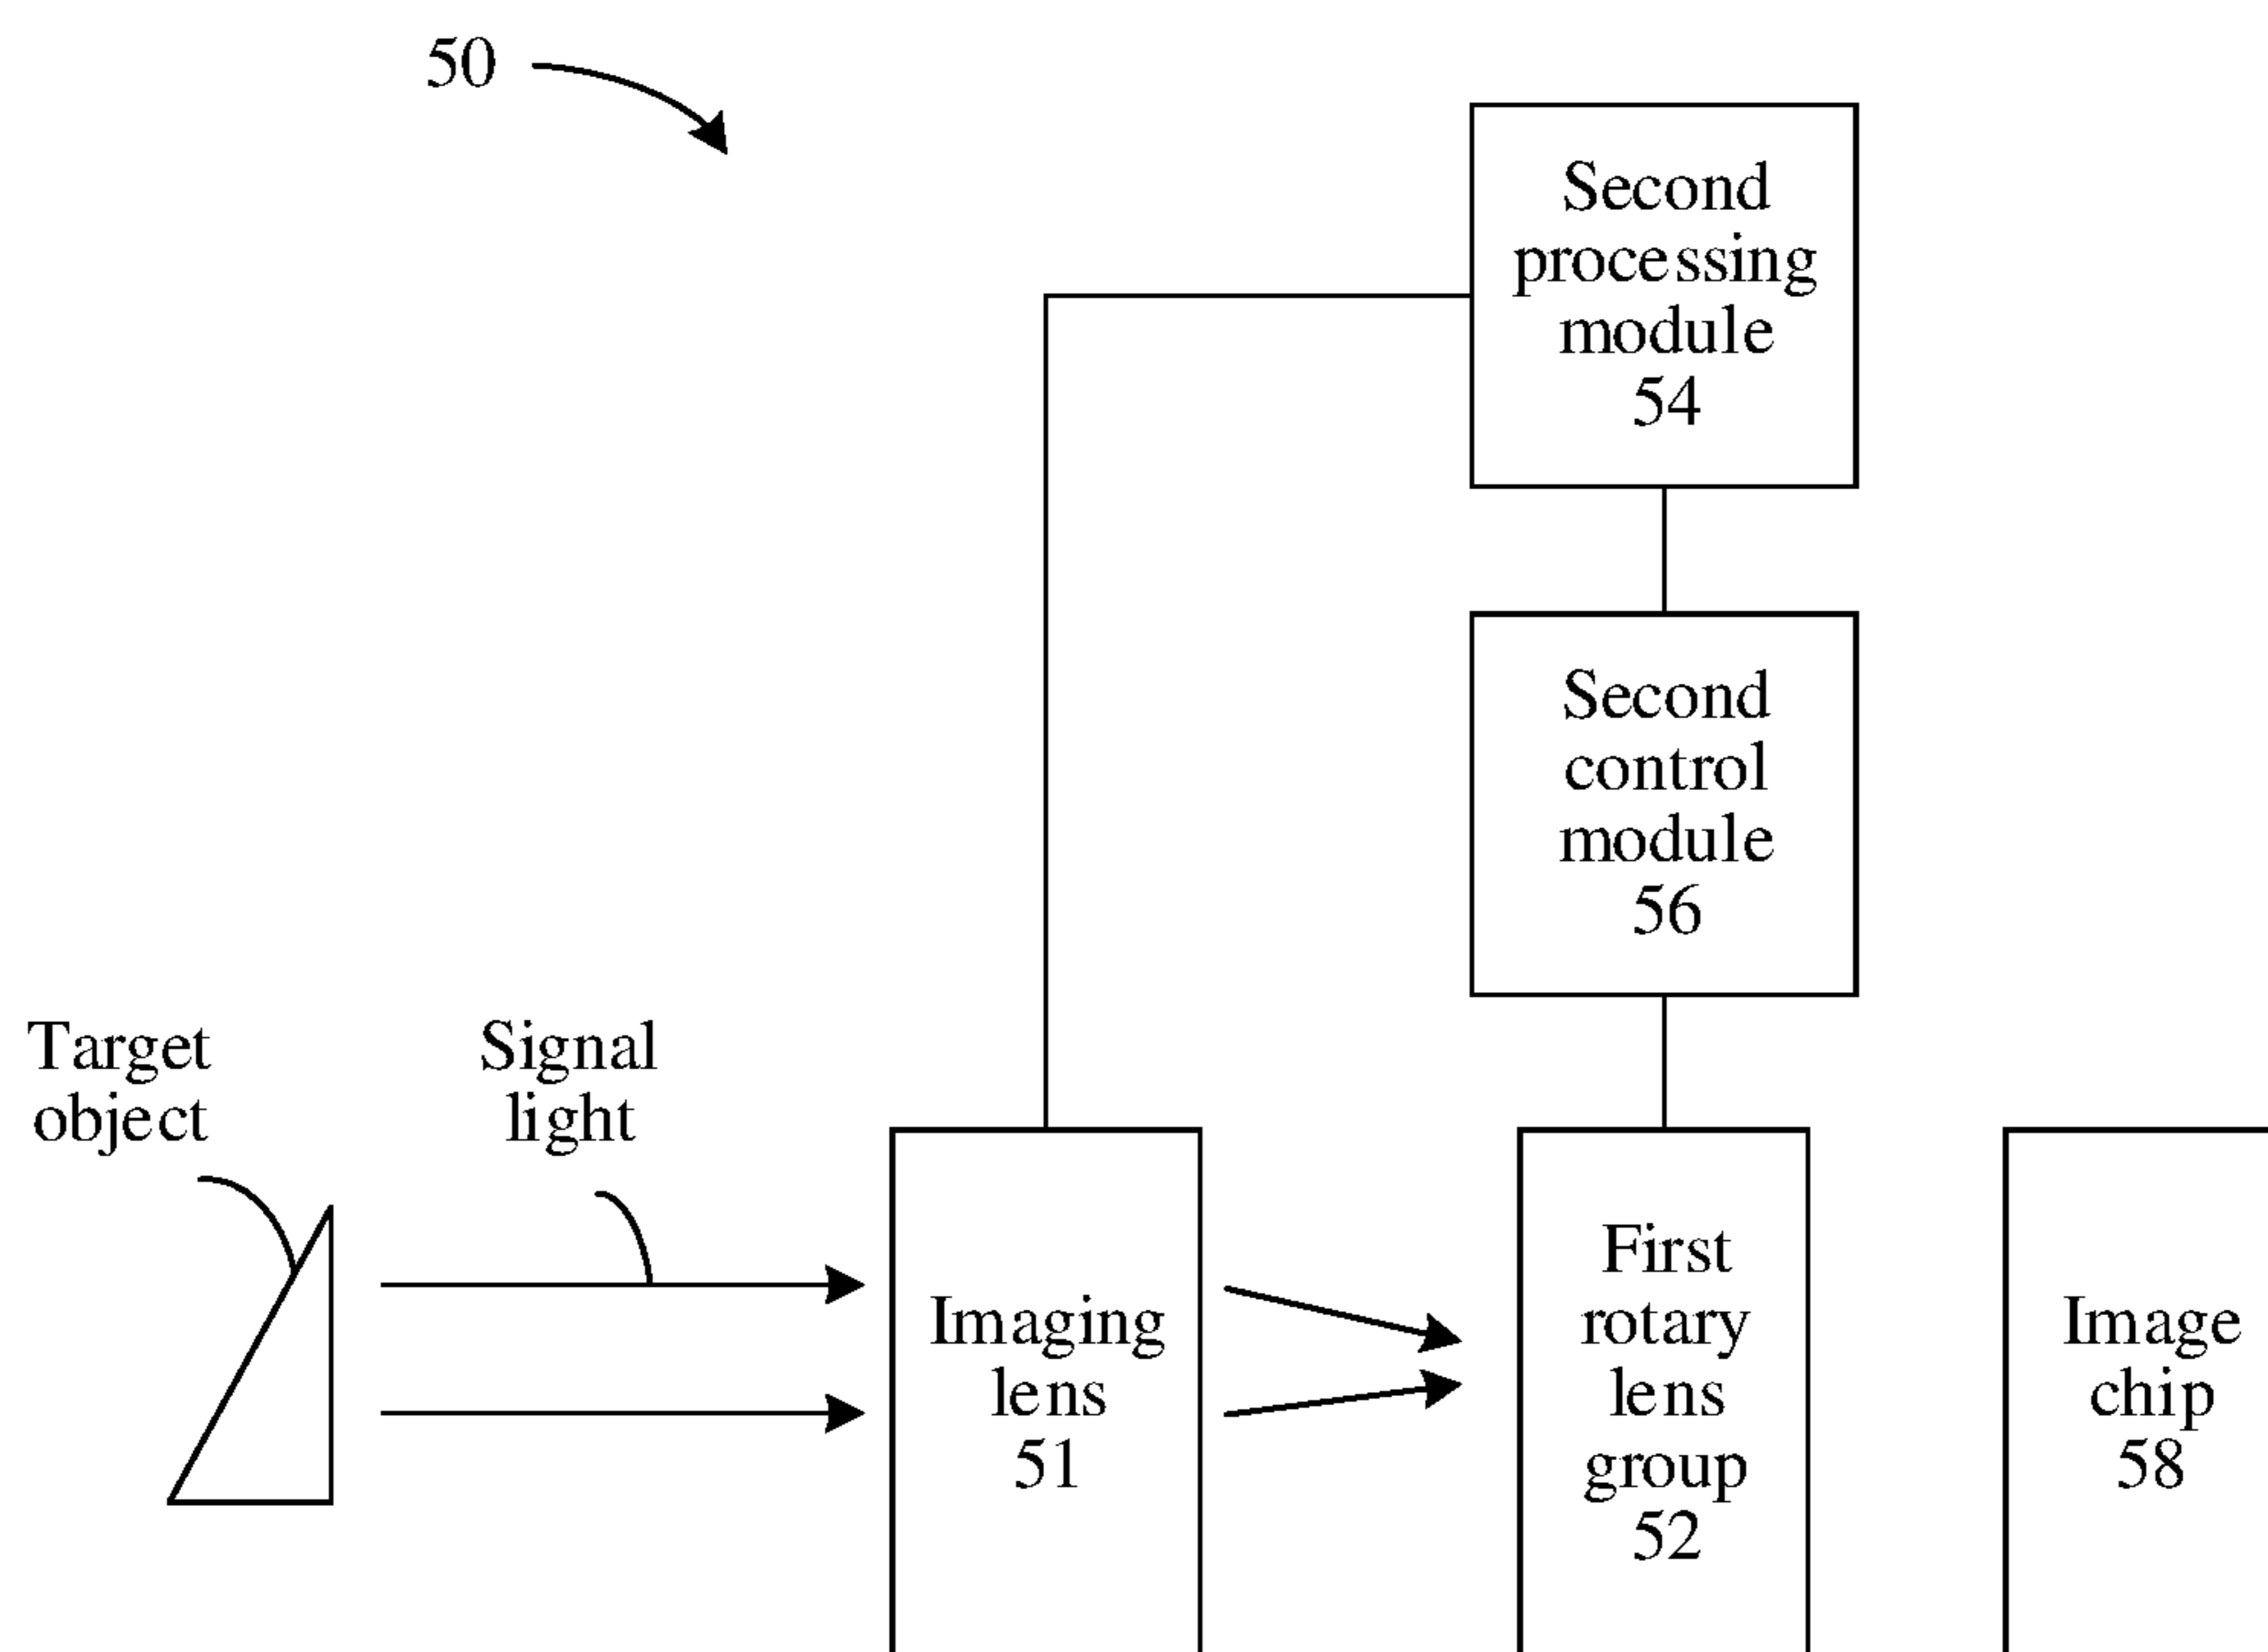 50
Second
processing
module
54
Second
control
module
56
Target
object
Signal
light
Imaging
lens
51
First
rotary
lens
group
52
Image
chip
58